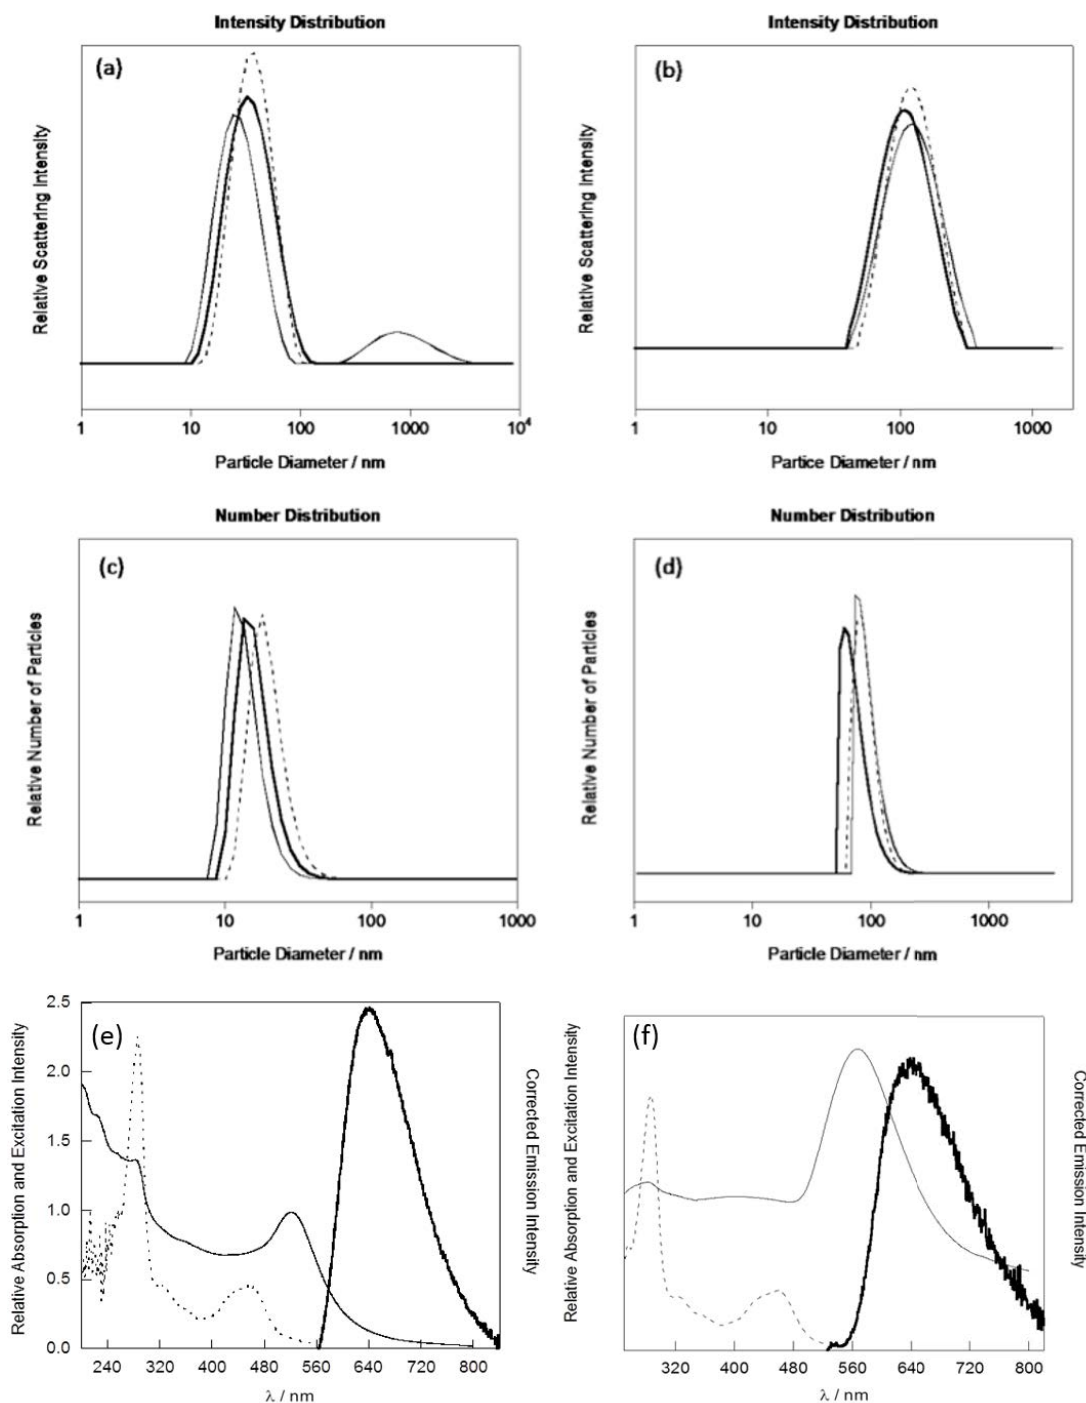 Intensity Distribution
(a)
Relative Scattering Intensity
1 10 100 1000 10⁴
Particle Diameter / nm
Intensity Distribution
(b)
Relative Scattering Intensity
1 10 100 1000
Partice Diameter / nm
Number Distribution
(c)
Relative Number of Particles
1 10 100 1000
Particle Diameter / nm
Number Distribution
(d)
Relative Number of Particles
1 10 100 1000
Particle Diameter / nm
(e)
Relative Absorption and Excitation Intensity
2.5
2.0
1.5
1.0
0.5
0.0
240 320 400 480 560 640 720 800
λ / nm
Corrected Emission Intensity
(f)
Relative Absorption and Excitation Intensity
320 400 480 560 640 720 800
λ / nm
Corrected Emission Intensity